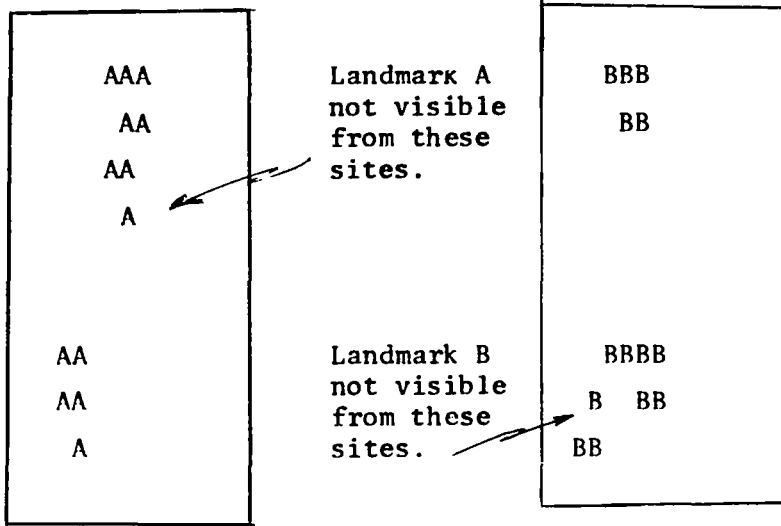 AAA
AA
AA
A
AA
AA
A
Landmark A
not visible
from these
sites.
Landmark B
not visible
from these
sites.
BBB
BB
BBBB
B BB
BB